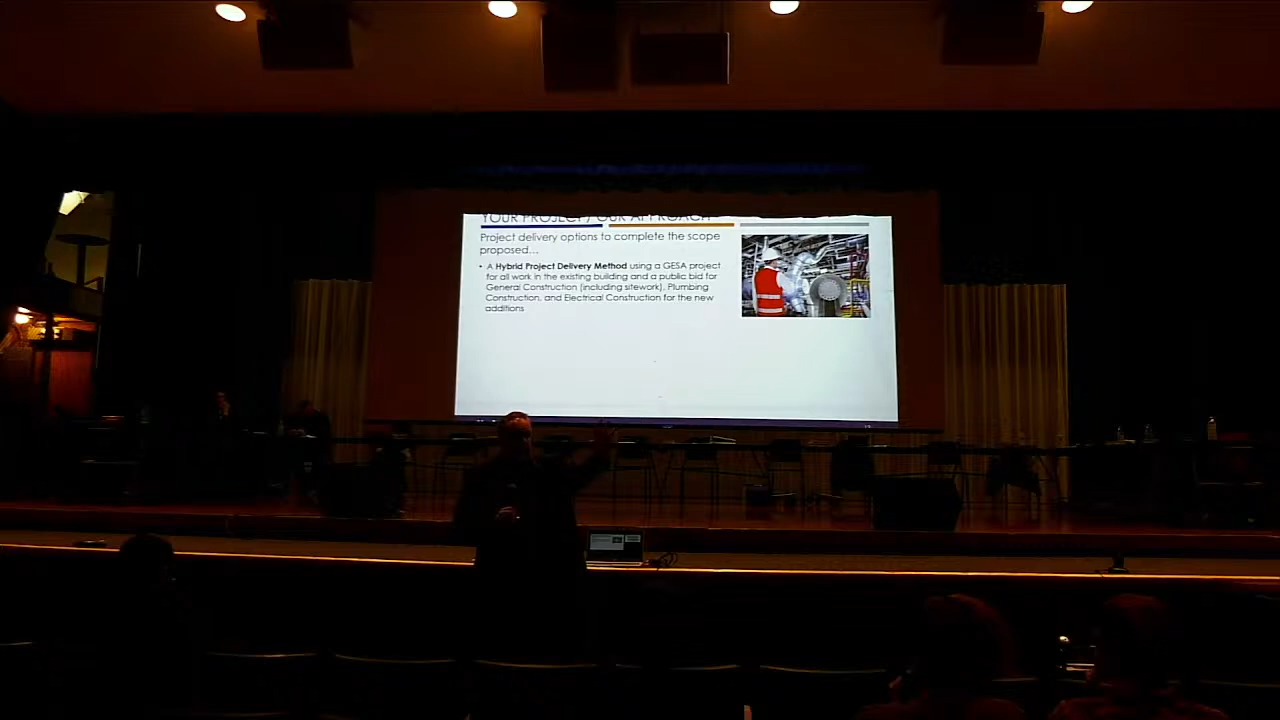 YOUR PROJECT / OUR APPROACH
Project delivery options to complete the scope
proposed...
• A Hybrid Project Delivery Method using a GESA project
for all work in the existing building and a public bid for
General Construction (including sitework), Plumbing
Construction, and Electrical Construction for the new
additions